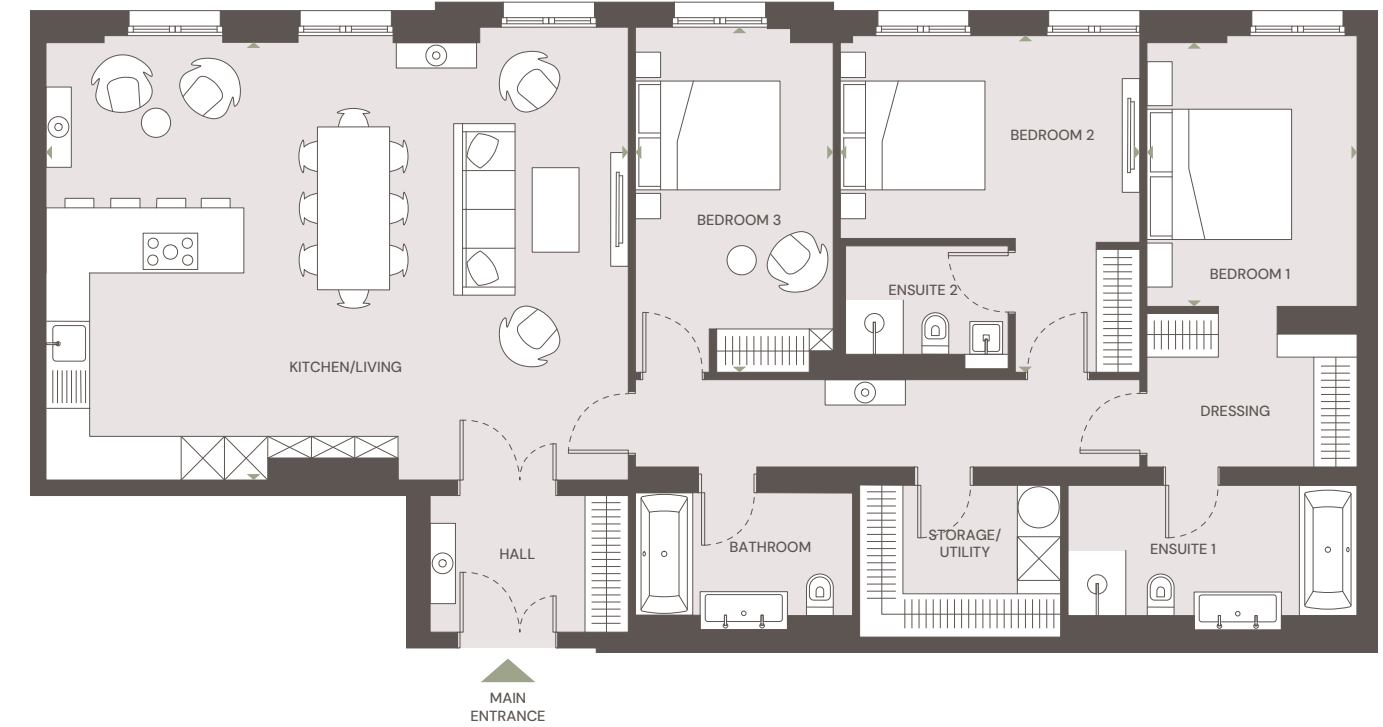 BEDROOM 2
BEDROOM 3
BEDROOM 1
ENSUITE 2
KITCHEN/LIVING
DRESSING
HALL
BATHROOM
STORAGE/
UTILITY
ENSUITE 1
MAIN
ENTRANCE